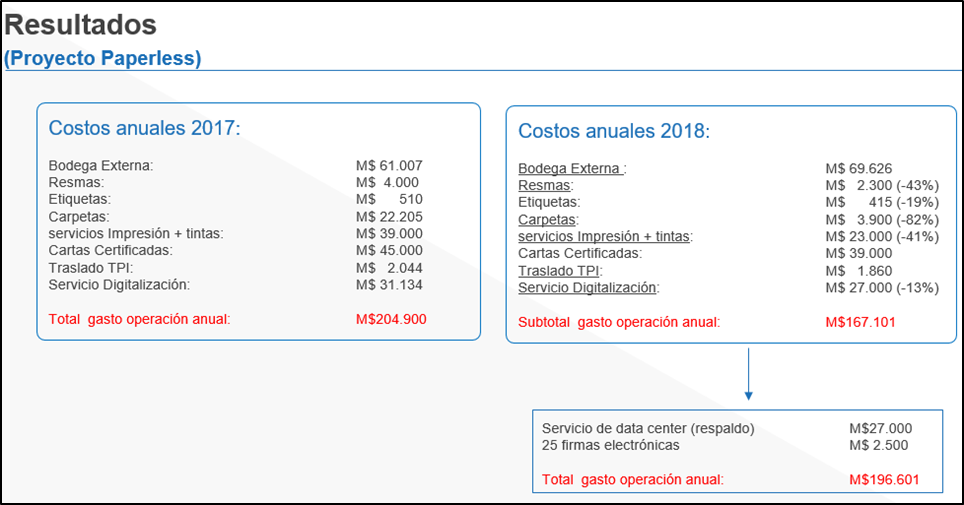 Resultados
(Proyecto Paperless)
Costos anuales 2017:
Bodega Externa: M$ 61.007
Resmas: M$ 4.000
Etiquetas: M$ 510
Carpetas: M$ 22.205
servicios Impresión + tintas: M$ 39.000
Cartas Certificadas: M$ 45.000
Traslado TPI: M$ 2.044
Servicio Digitalización: M$ 31.134
Total gasto operación anual: M$204.900
Costos anuales 2018:
Bodega Externa : M$ 69.626
Resmas: M$ 2.300 (-43%)
Etiquetas: M$ 415 (-19%)
Carpetas: M$ 3.900 (-82%)
servicios Impresión + tintas: M$ 23.000 (-41%)
Cartas Certificadas: M$ 39.000
Traslado TPI: M$ 1.860
Servicio Digitalización: M$ 27.000 (-13%)
Subtotal gasto operación anual: M$167.101
Servicio de data center (respaldo) M$27.000
25 firmas electrónicas M$ 2.500
Total gasto operación anual: M$196.601